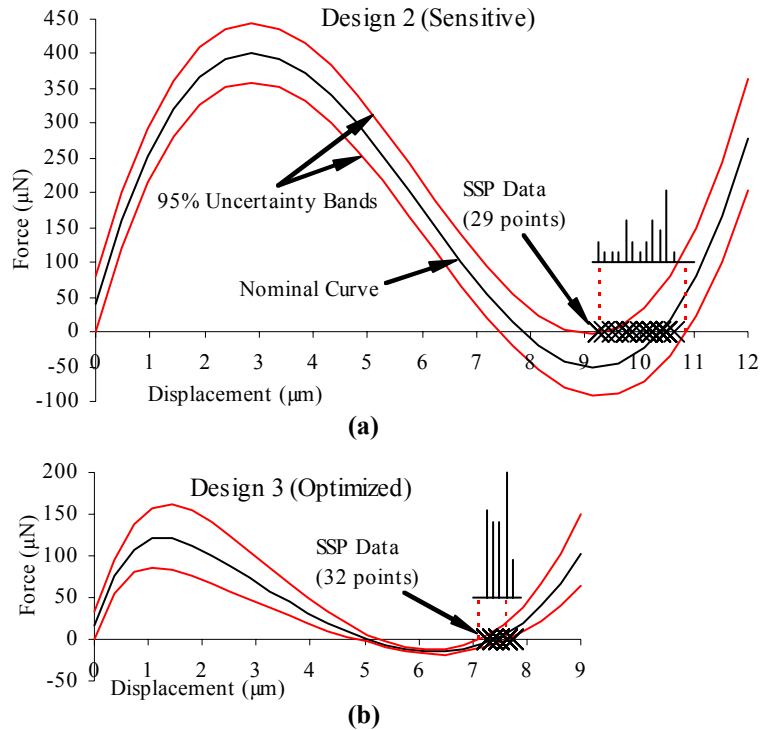 Design 2 (Sensitive)
450
400
350
300
250
200
150
100
50
0
-50
-100
Force (µN)
95% Uncertainty Bands
Nominal Curve
SSP Data
(29 points)
0 1 2 3 4 5 6 7 8 9 10 11 12
Displacement (µm)
(a)
Design 3 (Optimized)
200
150
100
50
0
-50
Force (µN)
SSP Data
(32 points)
0 1 2 3 4 5 6 7 8 9
Displacement (µm)
(b)